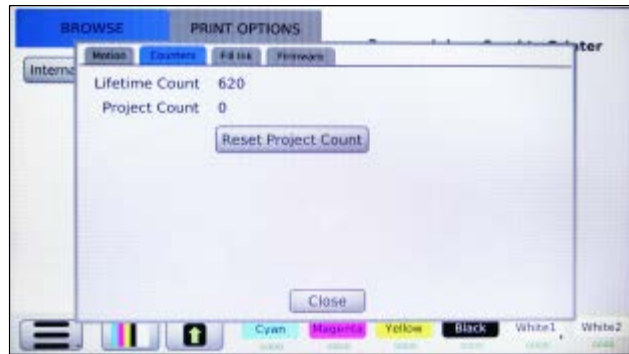 BROWSE PRINT OPTIONS
Printer
Motion Counters Fill Ink Firmware
Interna
Lifetime Count 620
Project Count 0
Reset Project Count
Close
Cyan Magenta Yellow Black White1 White2